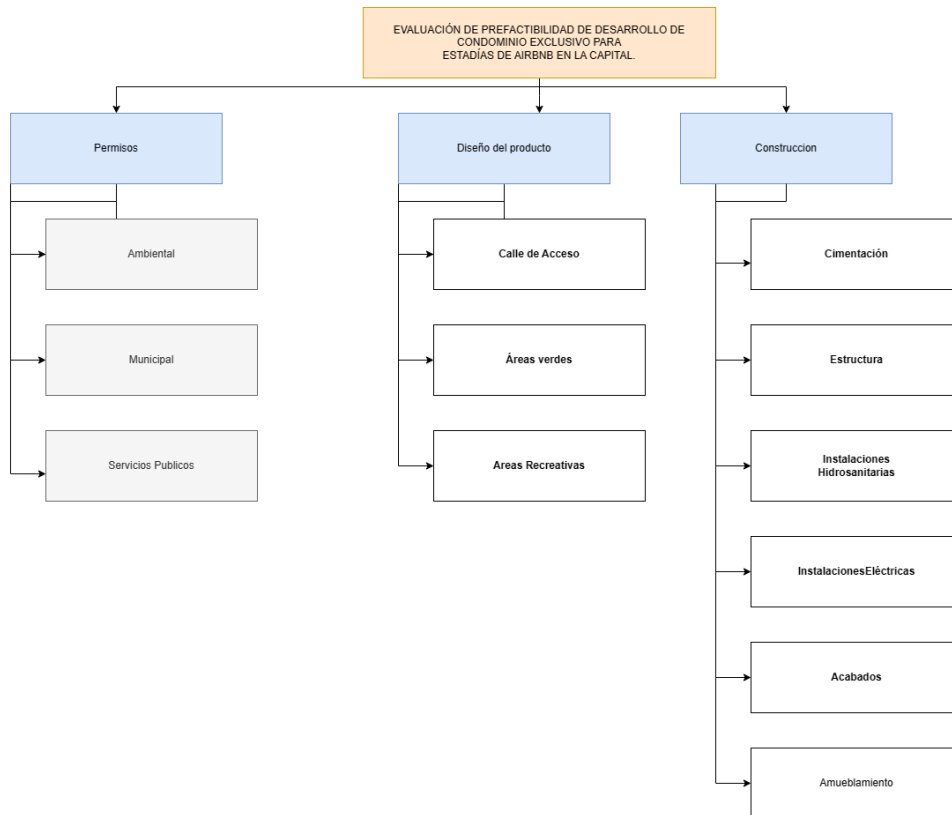 EVALUACIÓN DE PREFACTIBILIDAD DE DESARROLLO DE
CONDOMINIO EXCLUSIVO PARA
ESTADÍAS DE AIRBNB EN LA CAPITAL.
Permisos
Diseño del producto
Construccion
Ambiental
Calle de Acceso
Cimentación
Municipal
Áreas verdes
Estructura
Servicios Publicos
Areas Recreativas
Instalaciones
Hidrosanitarias
InstalacionesEléctricas
Acabados
Amueblamiento